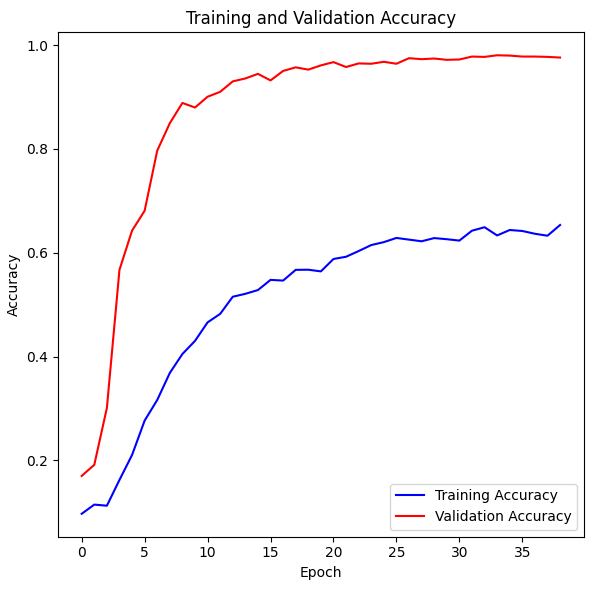 Training and Validation Accuracy
1.0
0.8
0.6
0.4
0.2
Accuracy
Training Accuracy
Validation Accuracy
0 5 10 15 20 25 30 35
Epoch